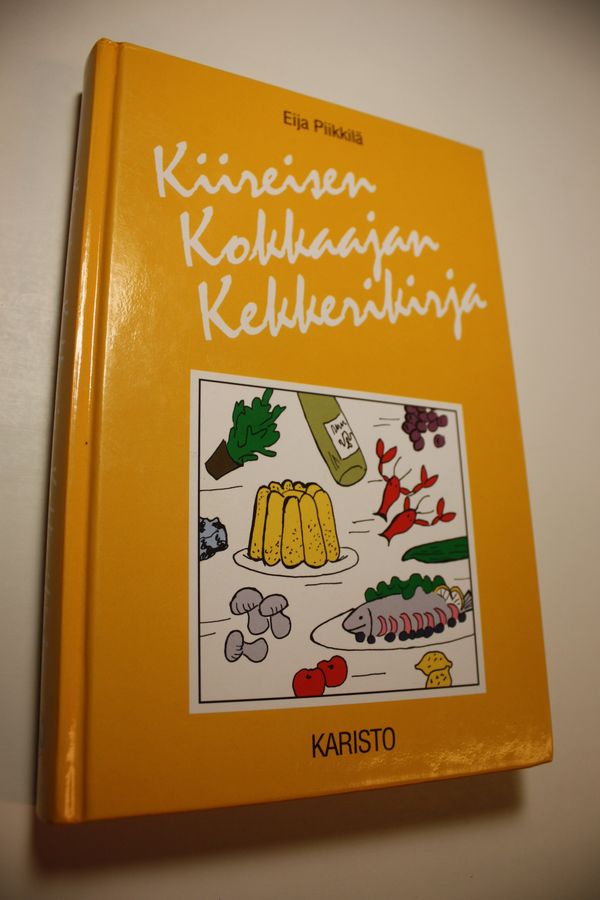 Eija Piikkilä
Kiireisen
Kokkaajan
Kekkerikirja
KARISTO